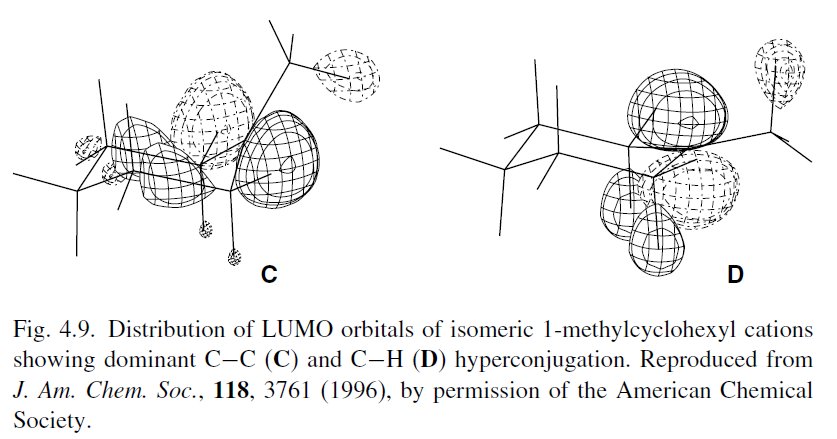 C
D
Fig. 4.9. Distribution of LUMO orbitals of isomeric 1-methylcyclohexyl cations
showing dominant C−C (C) and C−H (D) hyperconjugation. Reproduced from
J. Am. Chem. Soc., 118, 3761 (1996), by permission of the American Chemical
Society.